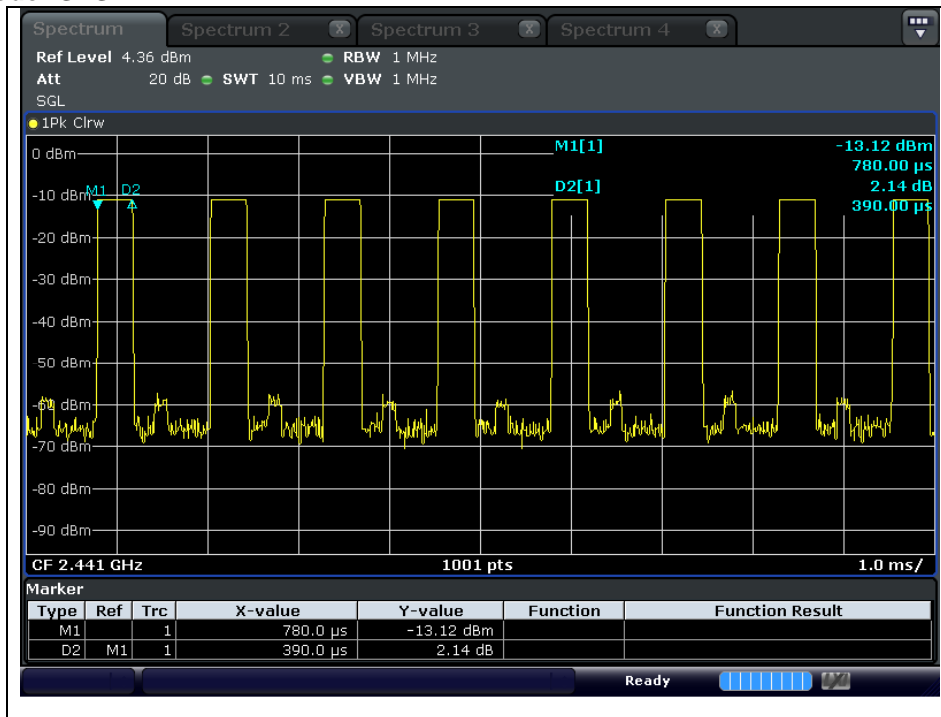 Spectrum Spectrum 2 X Spectrum 3 X Spectrum 4 X
Ref Level 4.36 dBm RBW 1 MHz
Att 20 dB SWT 10 ms VBW 1 MHz
SGL
1Pk Clrw
M1[1] -13.12 dBm
780.00 µs
D2[1] 2.14 dB
390.00 µs
0 dBm
-10 dBm
M1 D2
-20 dBm
-30 dBm
-40 dBm
-50 dBm
-60 dBm
-70 dBm
-80 dBm
-90 dBm
CF 2.441 GHz 1001 pts 1.0 ms/
Marker
Type Ref Trc X-value Y-value Function Function Result
M1 1 780.0 µs -13.12 dBm
D2 M1 1 390.0 µs 2.14 dB
Ready